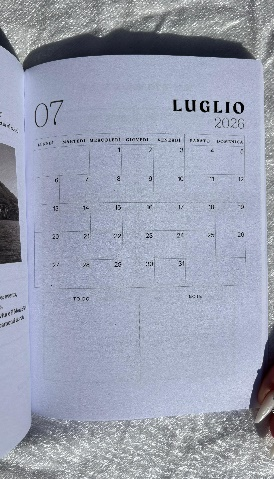 07
LUGLIO
2026
LUNEDÌ MARTEDÌ MERCOLEDÌ GIOVEDÌ VENERDÌ SABATO DOMENICA
1 2 3 4 5
6 7 8 9 10 11 12
13 14 15 16 17 18 19
20 21 22 23 24 25 26
27 28 29 30 31
TO DO
NOTE